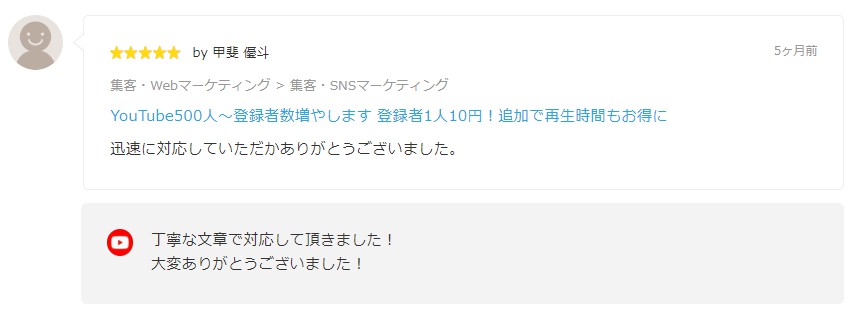 ★★★★★ by 甲斐 優斗
5ヶ月前
集客・Webマーケティング > 集客・SNSマーケティング
YouTube500人～登録者数増やします 登録者1人10円！追加で再生時間もお得に
迅速に対応していただかありがとうございました。
丁寧な文章で対応して頂きました！
大変ありがとうございました！